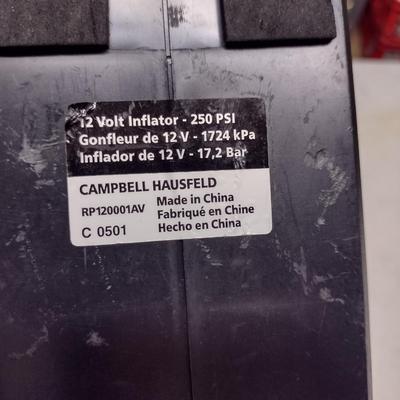 12 Volt Inflator - 250 PSI
Gonfleur de 12 V - 1724 kPa
Inflador de 12 V - 17,2 Bar
CAMPBELL HAUSFELD
RP120001AV
Made in China
Fabriqué en Chine
Hecho en China
C 0501